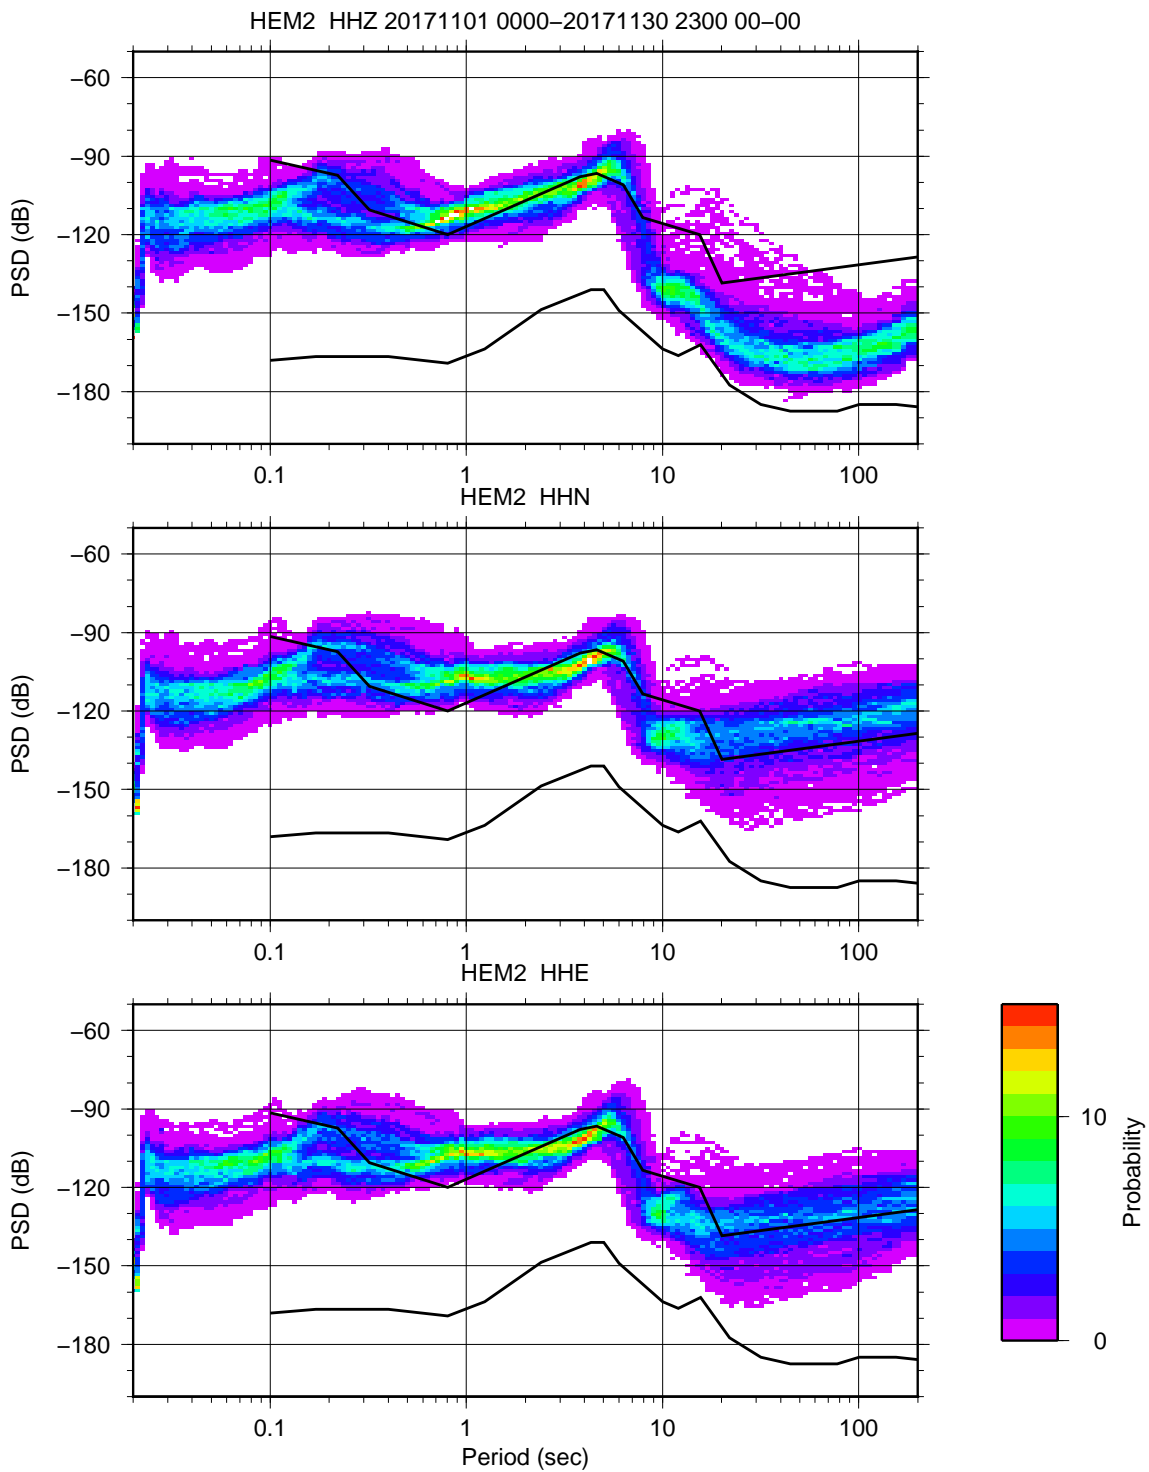 HEM2 HHZ 20171101 0000−20171130 2300 00−00
−60
−90
−120
−150
−180
PSD (dB)
0.1 1 10 100
HEM2 HHN
−60
−90
−120
−150
−180
PSD (dB)
0.1 1 10 100
HEM2 HHE
−60
−90
−120
−150
−180
PSD (dB)
0.1 1 10 100
Period (sec)
10
0
Probability